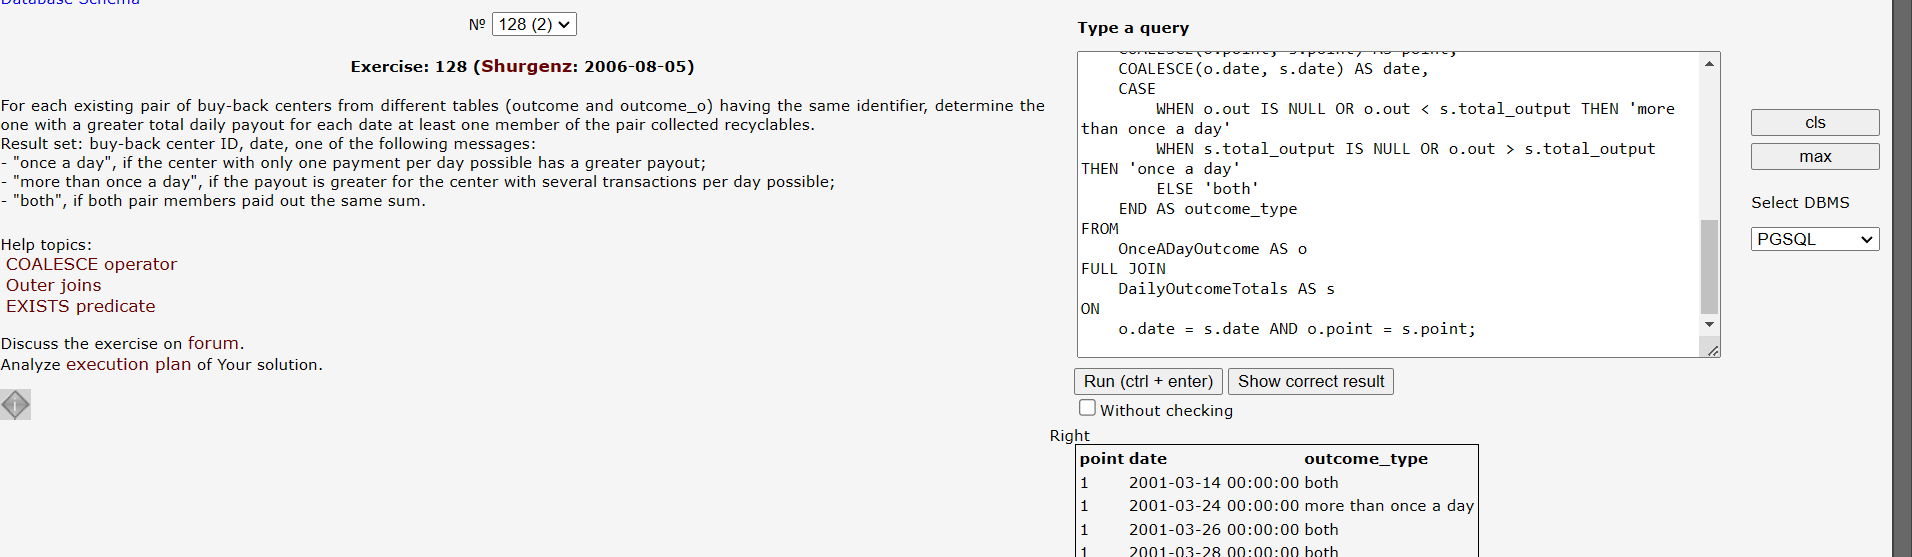 Database Schema
№ 128 (2)
Exercise: 128 (Shurgenz: 2006-08-05)
For each existing pair of buy-back centers from different tables (outcome and outcome_o) having the same identifier, determine the
one with a greater total daily payout for each date at least one member of the pair collected recyclables.
Result set: buy-back center ID, date, one of the following messages:
- "once a day", if the center with only one payment per day possible has a greater payout;
- "more than once a day", if the payout is greater for the center with several transactions per day possible;
- "both", if both pair members paid out the same sum.
Help topics:
COALESCE operator
Outer joins
EXISTS predicate
Discuss the exercise on forum.
Analyze execution plan of Your solution.
Type a query
COALESCE(o.point, s.point) AS point,
COALESCE(o.date, s.date) AS date,
CASE
WHEN o.out IS NULL OR o.out < s.total_output THEN 'more
than once a day'
WHEN s.total_output IS NULL OR o.out > s.total_output
THEN 'once a day'
ELSE 'both'
END AS outcome_type
FROM
OnceADayOutcome AS o
FULL JOIN
DailyOutcomeTotals AS s
ON
o.date = s.date AND o.point = s.point;
cls
max
Select DBMS
PGSQL
Run (ctrl + enter) Show correct result
Without checking
Right
point date outcome_type
1 2001-03-14 00:00:00 both
1 2001-03-24 00:00:00 more than once a day
1 2001-03-26 00:00:00 both
1 2001-03-28 00:00:00 both